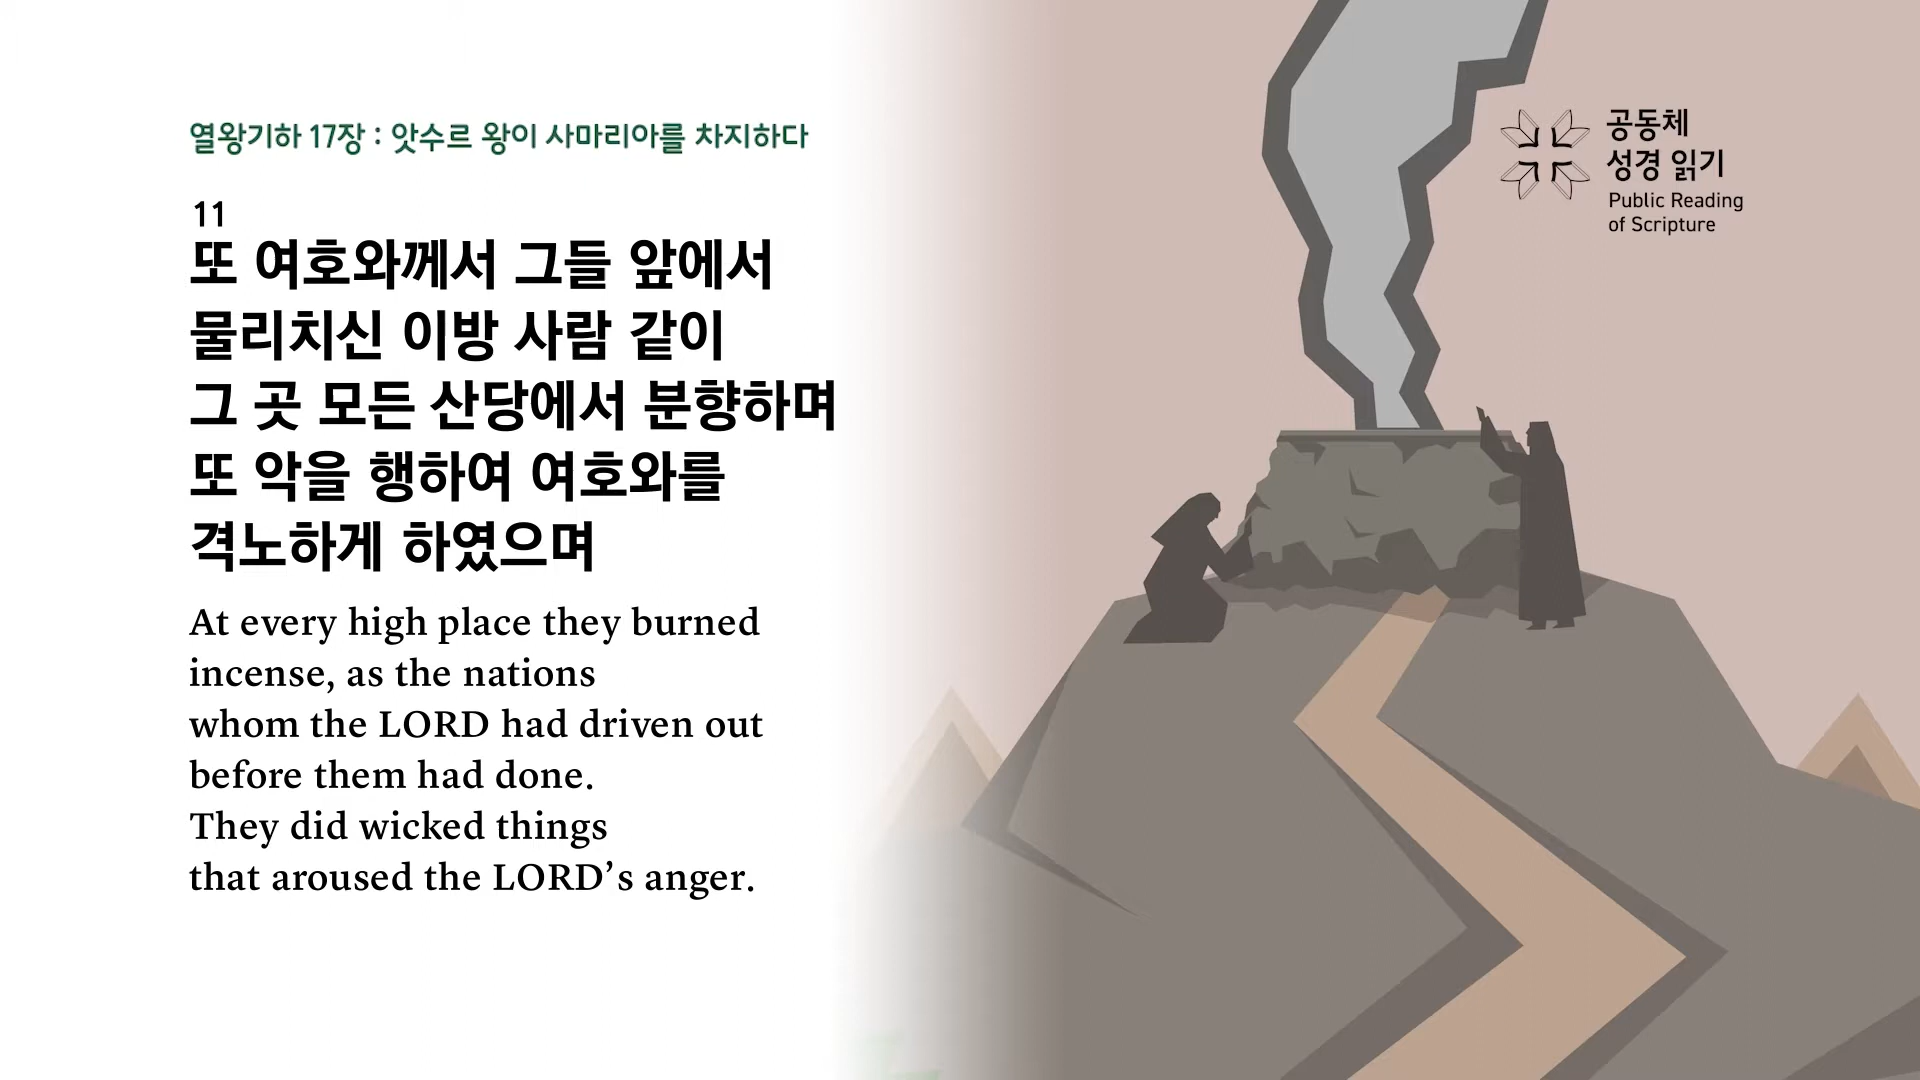 열왕기하 17장 : 앗수르 왕이 사마리아를 차지하다
11
또 여호와께서 그들 앞에서
물리치신 이방 사람 같이
그 곳 모든 산당에서 분향하며
또 악을 행하여 여호와를
격노하게 하였으며
At every high place they burned
incense, as the nations
whom the LORD had driven out
before them had done.
They did wicked things
that aroused the LORD’s anger.
공동체
성경 읽기
Public Reading
of Scripture